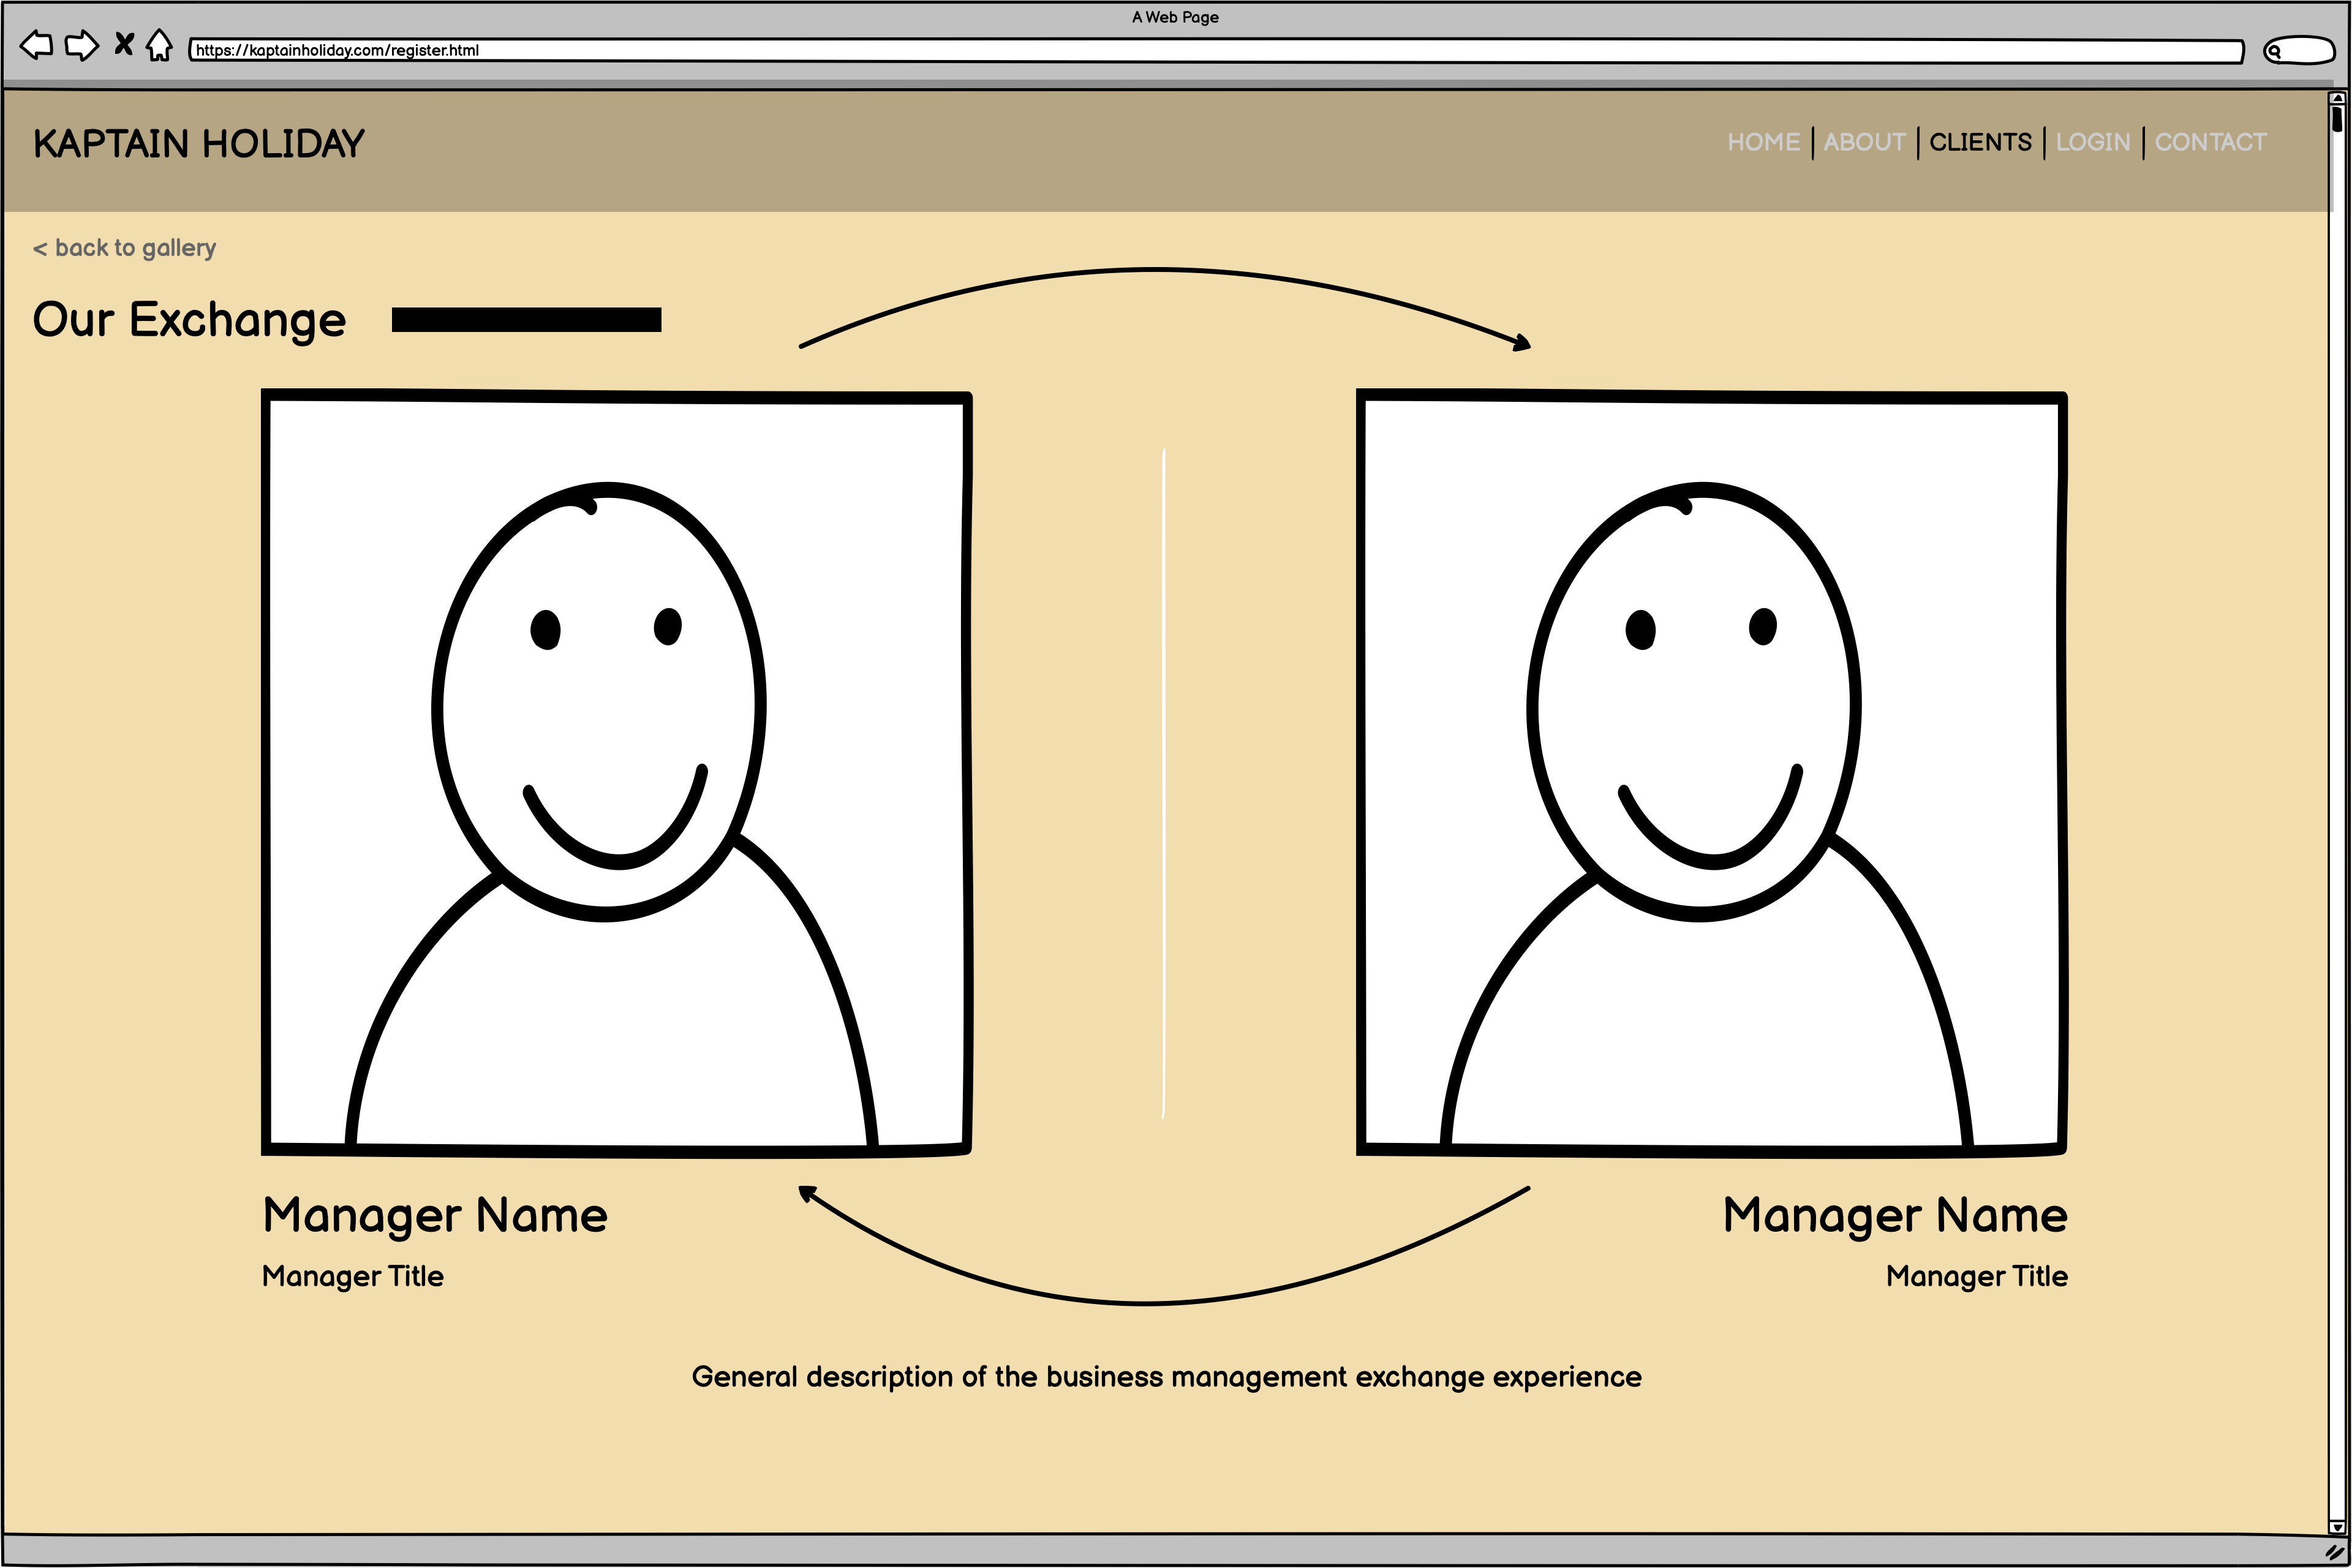 A Web Page
https://kaptainholiday.com/register.html
KAPTAIN HOLIDAY
HOME ABOUT CLIENTS LOGIN CONTACT
< back to gallery
Our Exchange
Manager Name
Manager Title
Manager Name
Manager Title
General description of the business management exchange experience